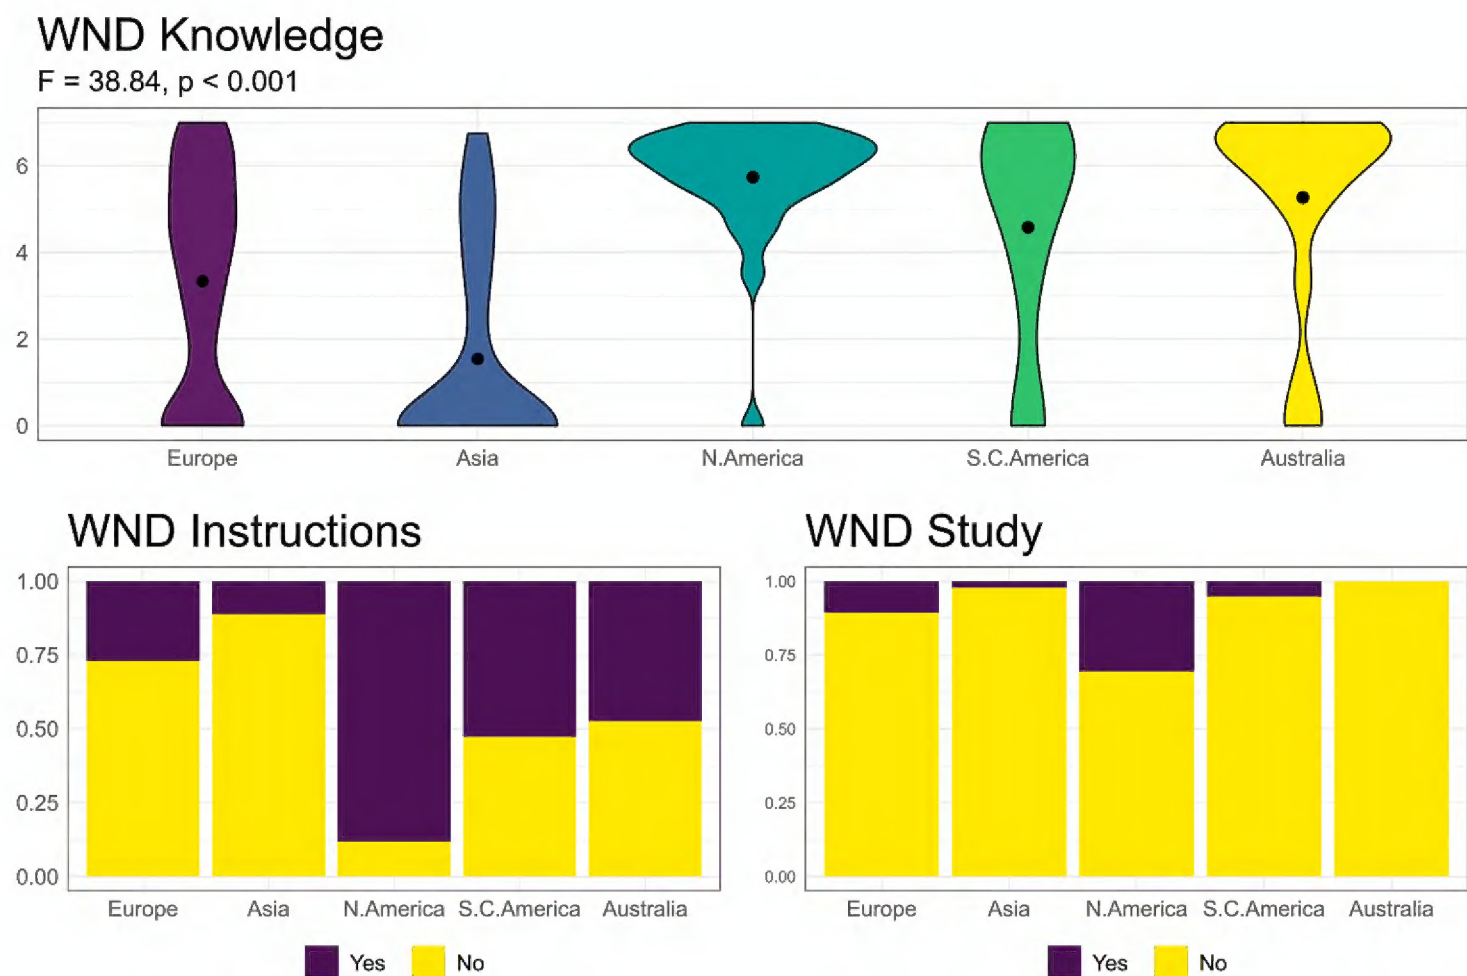 WND Knowledge
F = 38.84, p < 0.001
6
4
2
0
Europe Asia N.America S.C.America Australia
WND Instructions
1.00
0.75
0.50
0.25
0.00
Europe Asia N.America S.C.America Australia
Yes No
WND Study
1.00
0.75
0.50
0.25
0.00
Europe Asia N.America S.C.America Australia
Yes No